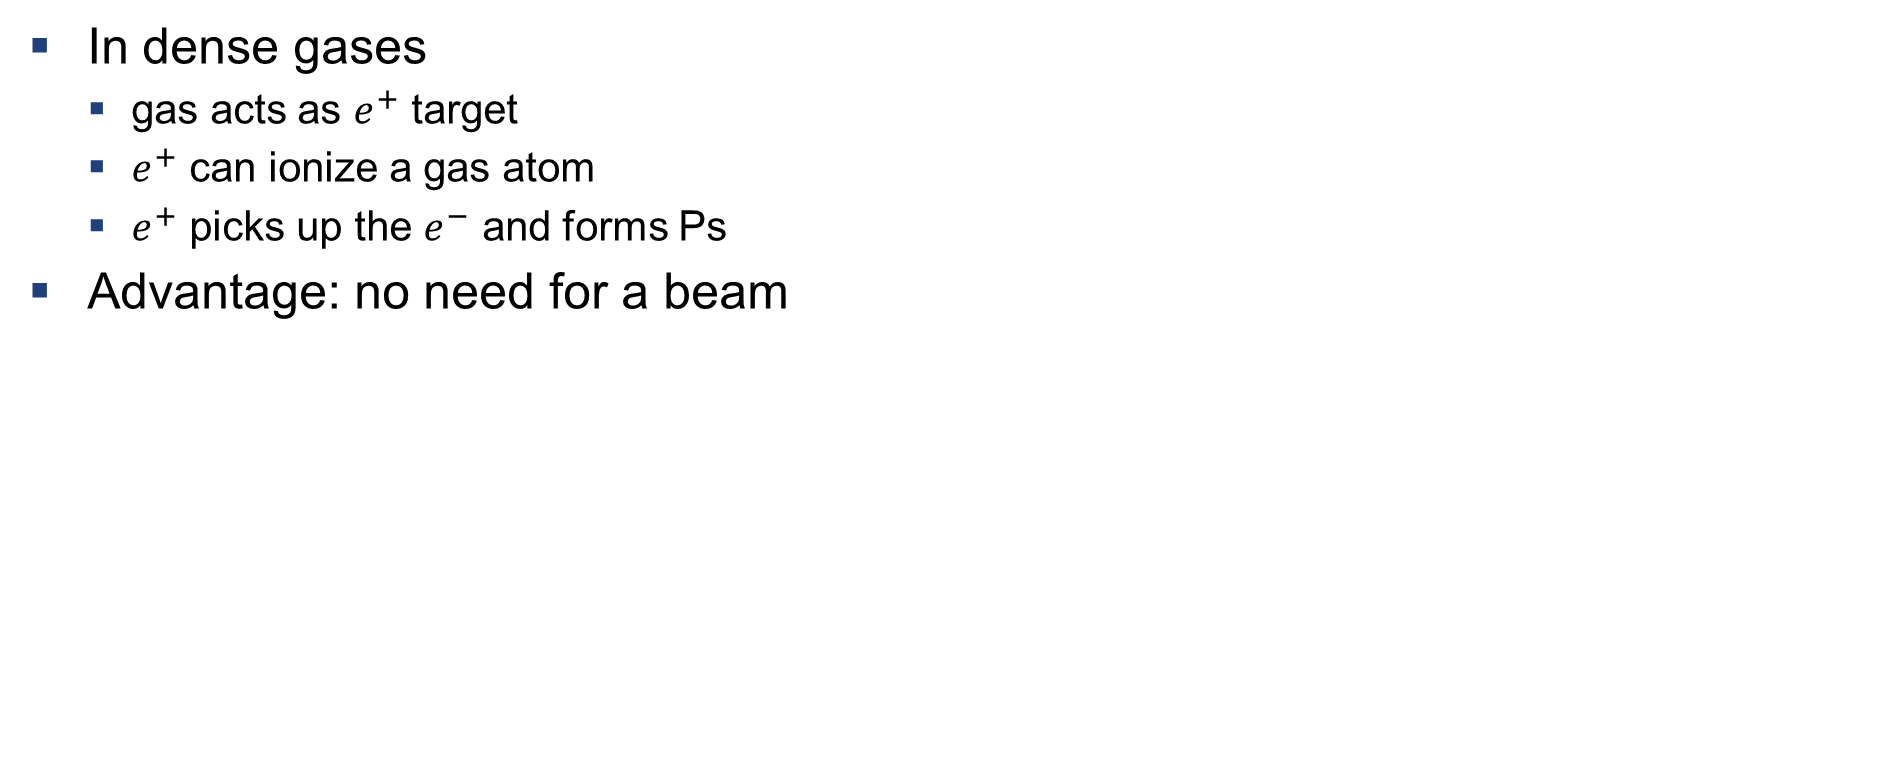 ▪ In dense gases
▪ gas acts as e⁺ target
▪ e⁺ can ionize a gas atom
▪ e⁺ picks up the e⁻ and forms Ps
▪ Advantage: no need for a beam